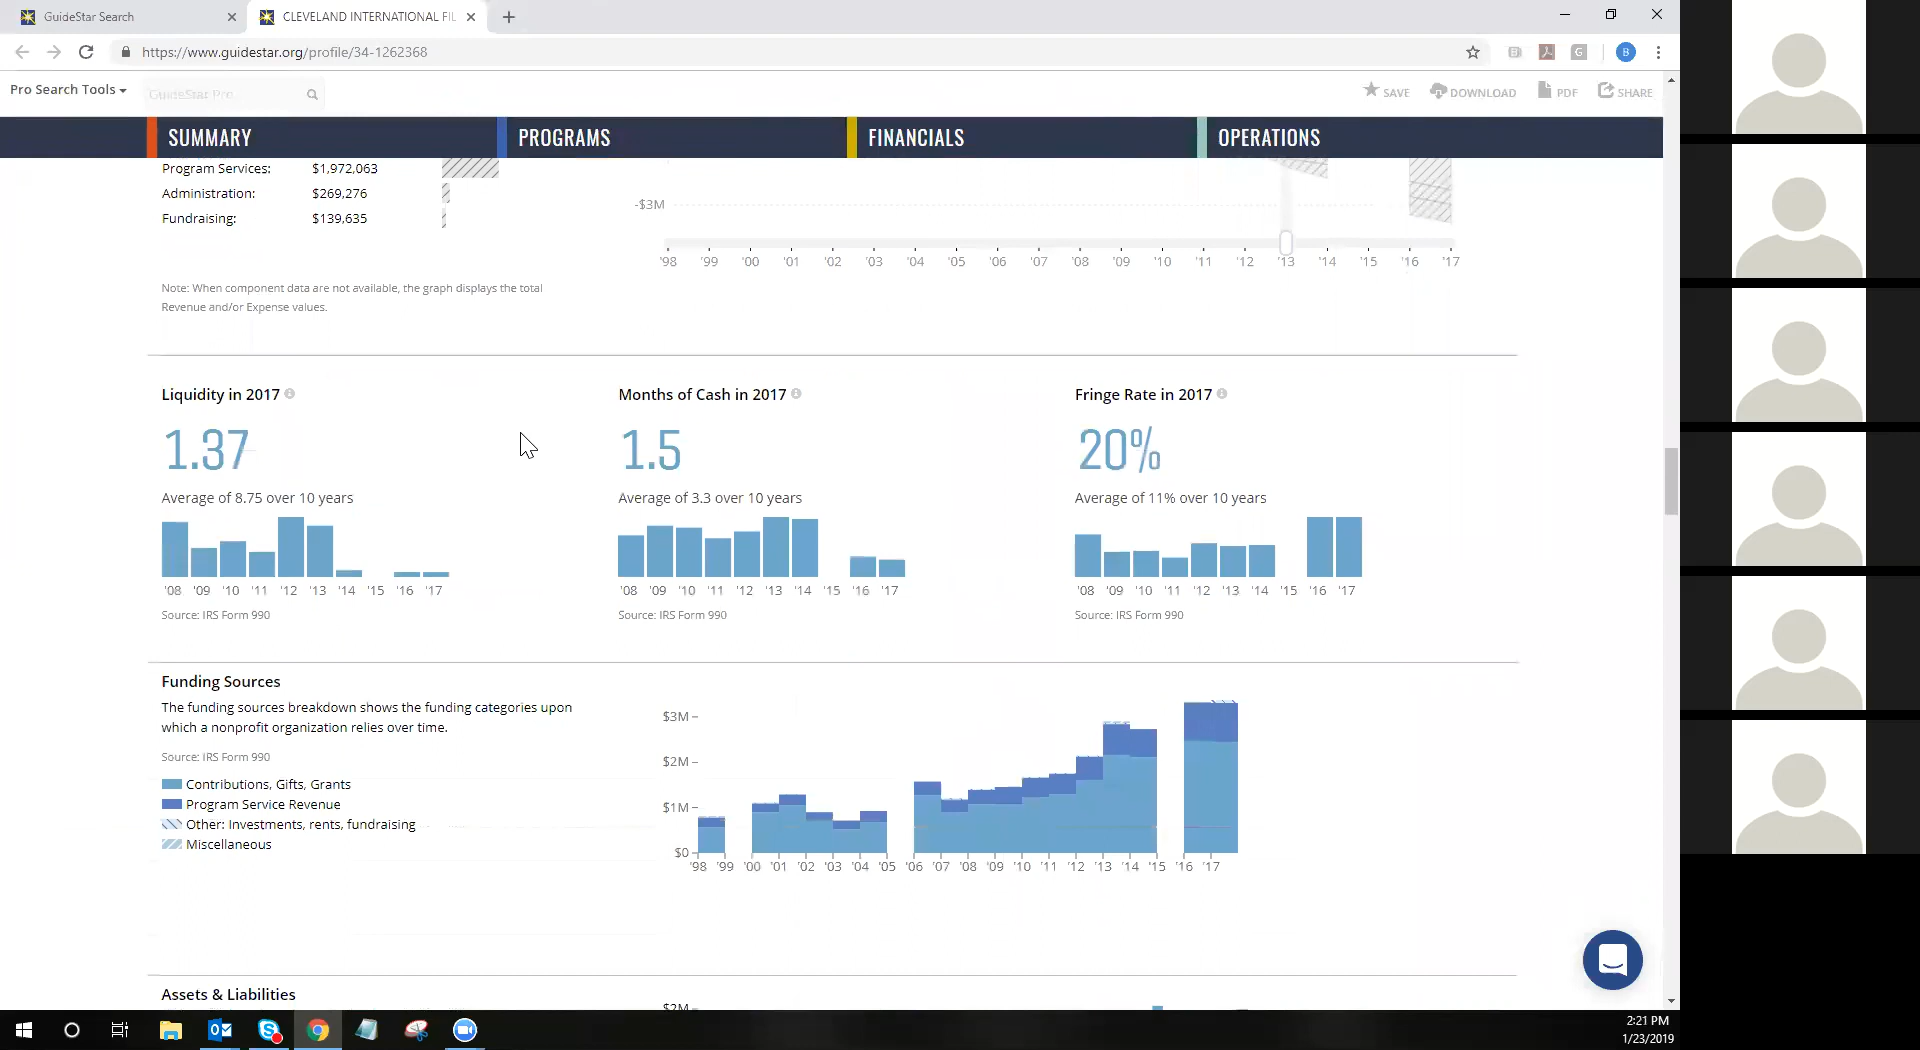 GuideStar Search
CLEVELAND INTERNATIONAL FIL
https://www.guidestar.org/profile/34-1262368
G
B
Pro Search Tools
GuideStar Pro
SAVE
DOWNLOAD
PDF
SHARE
SUMMARY
PROGRAMS
FINANCIALS
OPERATIONS
Program Services: $1,972,063
Administration: $269,276
Fundraising: $139,635
-$3M
'98 '99 '00 '01 '02 '03 '04 '05 '06 '07 '08 '09 '10 '11 '12 '13 '14 '15 '16 '17
Note: When component data are not available, the graph displays the total
Revenue and/or Expense values.
Liquidity in 2017
1.37
Average of 8.75 over 10 years
'08 '09 '10 '11 '12 '13 '14 '15 '16 '17
Source: IRS Form 990
Months of Cash in 2017
1.5
Average of 3.3 over 10 years
'08 '09 '10 '11 '12 '13 '14 '15 '16 '17
Source: IRS Form 990
Fringe Rate in 2017
20%
Average of 11% over 10 years
'08 '09 '10 '11 '12 '13 '14 '15 '16 '17
Source: IRS Form 990
Funding Sources
The funding sources breakdown shows the funding categories upon
which a nonprofit organization relies over time.
Source: IRS Form 990
Contributions, Gifts, Grants
Program Service Revenue
Other: Investments, rents, fundraising
Miscellaneous
$3M
$2M
$1M
$0
'98 '99 '00 '01 '02 '03 '04 '05 '06 '07 '08 '09 '10 '11 '12 '13 '14 '15 '16 '17
Assets & Liabilities
$2M
2:21 PM
1/23/2019